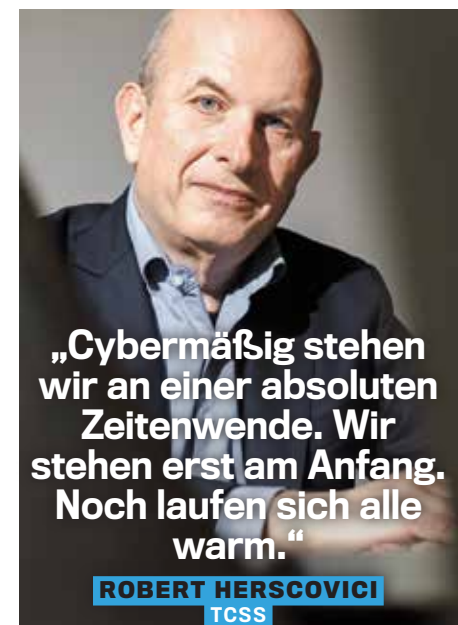 „Cybermäßig stehen
wir an einer absoluten
Zeitenwende. Wir
stehen erst am Anfang.
Noch laufen sich alle
warm.“
ROBERT HERSCOVICI
TCSS